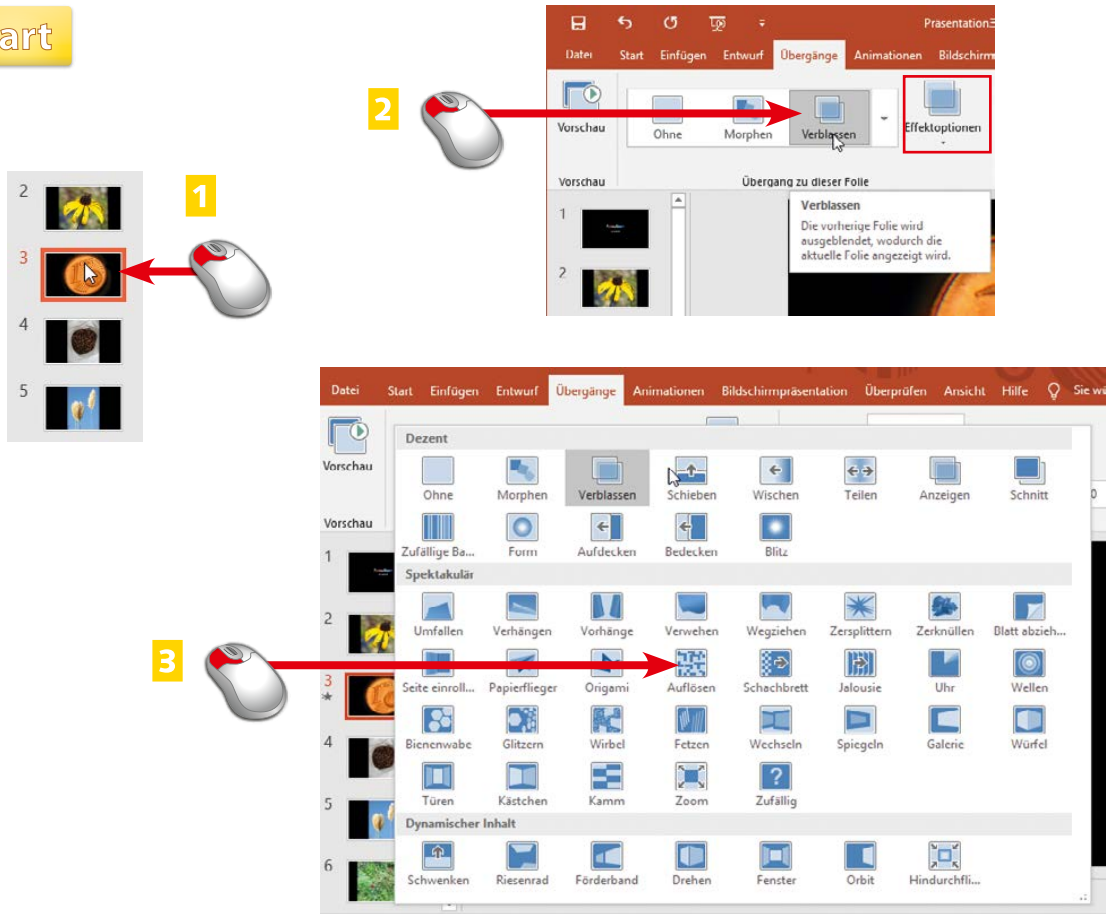 art
2
Präsentation
Datei Start Einfügen Entwurf Übergänge Animationen Bildschirm
Vorschau
Ohne Morphen Verblassen Effektoptionen
Vorschau Übergang zu dieser Folie
1
2
Verblassen
Die vorherige Folie wird
ausgeblendet, wodurch die
aktuelle Folie angezeigt wird.
1
2
3
4
5
3
Datei Start Einfügen Entwurf Übergänge Animationen Bildschirmpräsentation Überprüfen Ansicht Hilfe Sie wü
Vorschau
Vorschau
Dezent
Ohne Morphen Verblassen Schieben Wischen Teilen Anzeigen Schnitt
0
Zufällige Ba... Form Aufdecken Bedecken Blitz
Spektakulär
Umfallen Verhängen Vorhänge Verwehen Wegziehen Zersplittern Zerknüllen Blatt abzieh...
Seite einroll... Papierflieger Origami Auflösen Schachbrett Jalousie Uhr Wellen
Bienenwabe Glitzern Wirbel Fetzen Wechseln Spiegeln Galerie Würfel
Türen Kästchen Kamm Zoom Zufällig
Dynamischer Inhalt
Schwenken Riesenrad Förderband Drehen Fenster Orbit Hindurchfli...
1
2
3
4
5
6